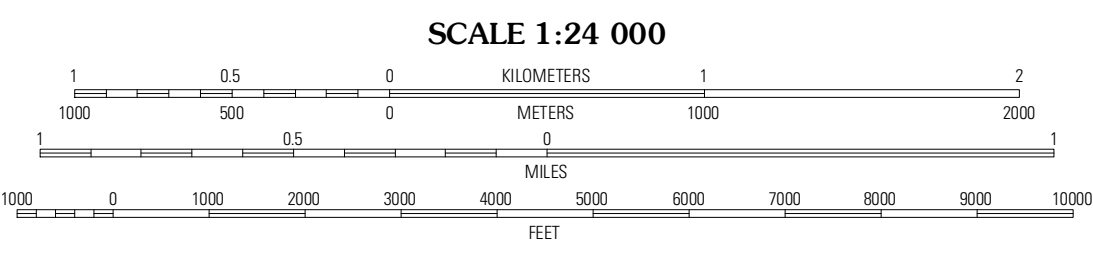 SCALE 1:24 000
1 0.5 0 KILOMETERS 1 2
1000 500 0 METERS 1000 2000
1 0.5 0 1
MILES
1000 0 1000 2000 3000 4000 5000 6000 7000 8000 9000 10000
FEET